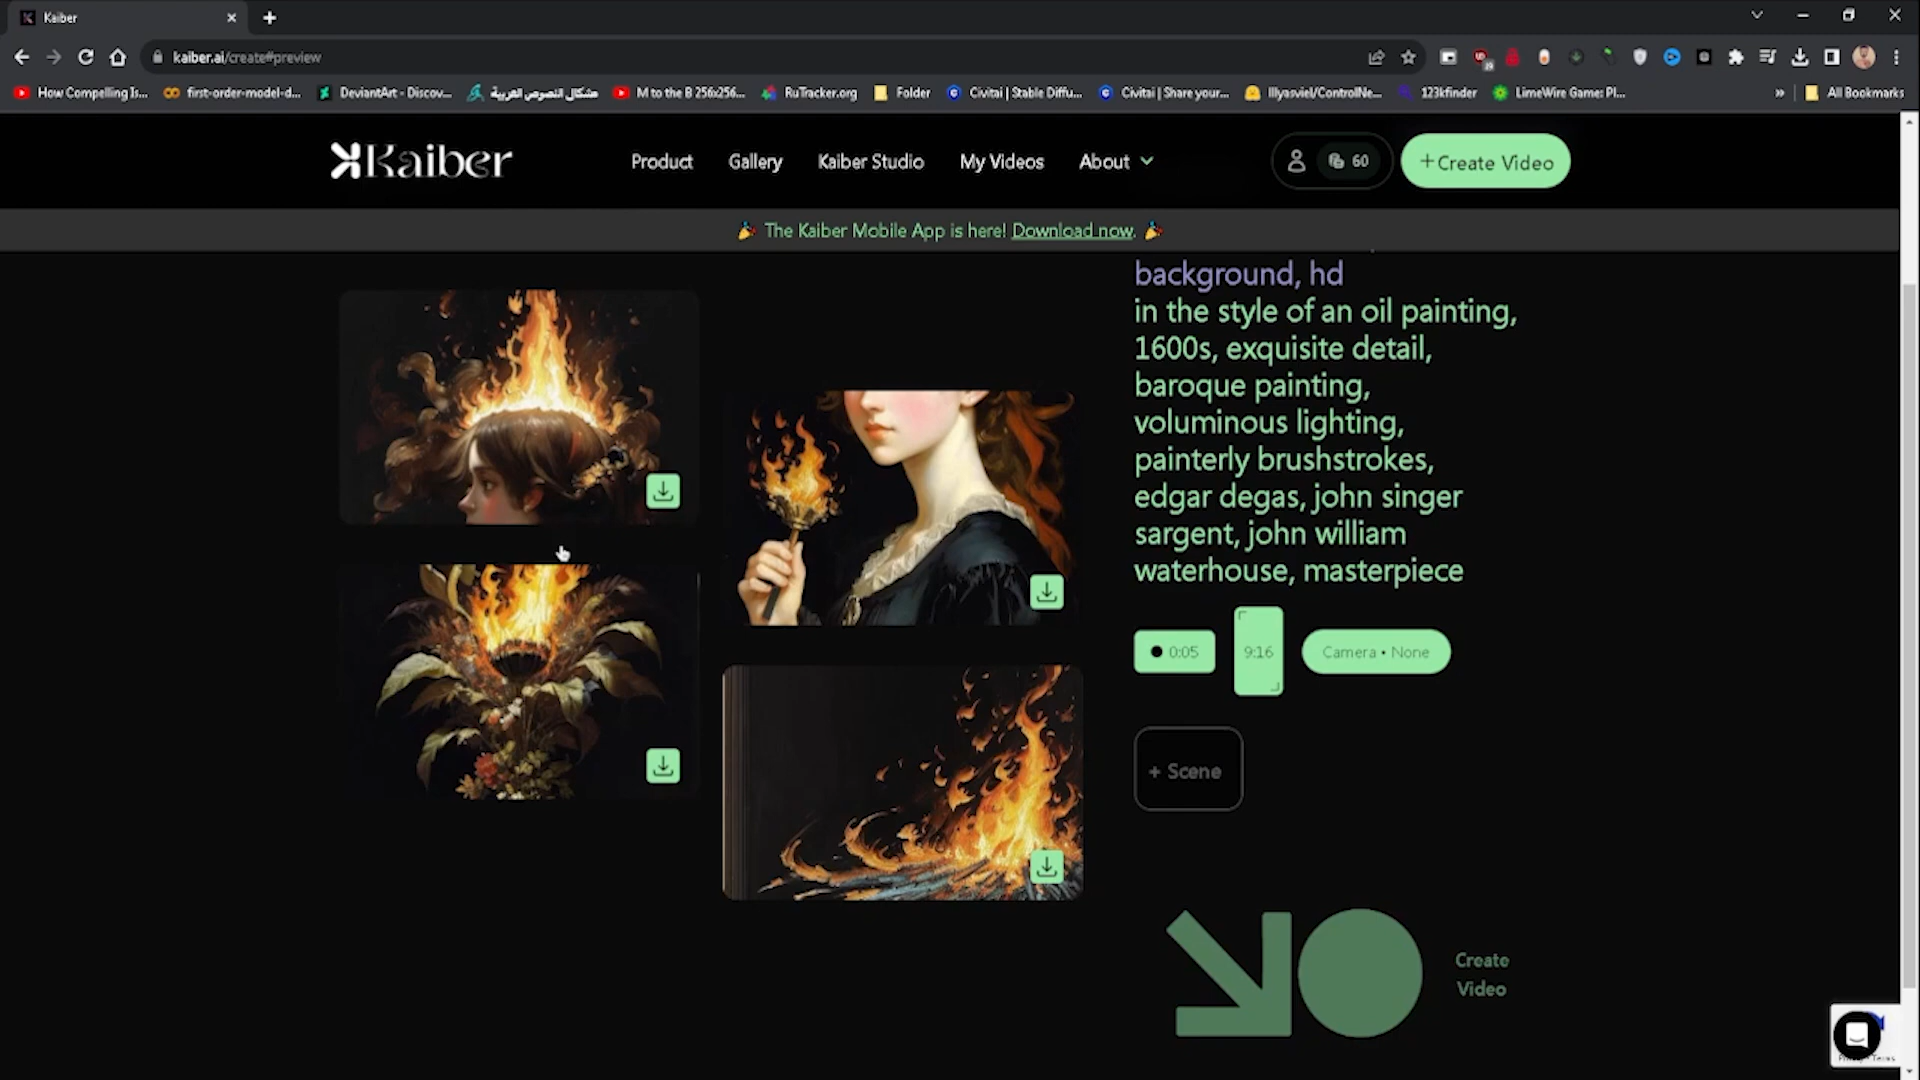 Kaiber
kaiber.ai/create#preview
19
How Compelling Is...
first-order-model-d...
DeviantArt - Discov...
مشكال النصوص العربية
M to the B 256x256...
RuTracker.org
Folder
Civitai | Stable Diffu...
Civitai | Share your...
lllyasviel/ControlNe...
123kfinder
LimeWire Game: Pl...
»
All Bookmarks
Kaiber
Product
Gallery
Kaiber Studio
My Videos
About
60
+Create Video
The Kaiber Mobile App is here! Download now.
background, hd
in the style of an oil painting,
1600s, exquisite detail,
baroque painting,
voluminous lighting,
painterly brushstrokes,
edgar degas, john singer
sargent, john william
waterhouse, masterpiece
0:05
9:16
Camera • None
+ Scene
Create
Video
Privacy - Terms